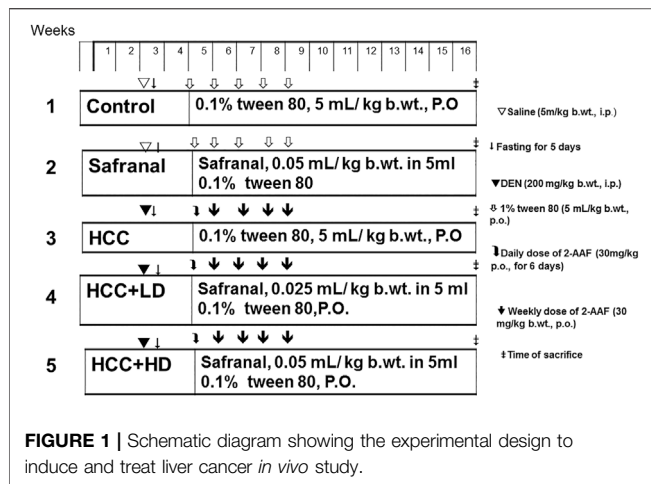 Weeks
1 2 3 4 5 6 7 8 9 10 11 12 13 14 15 16
▽↓ ⇩ ⇩ ⇩ ⇩ ⇩ ‡
1 Control 0.1% tween 80, 5 mL/ kg b.wt., P.O
▽↓ ⇩ ⇩ ⇩ ⇩ ⇩ ‡
2 Safranal Safranal, 0.05 mL/ kg b.wt. in 5ml
0.1% tween 80
▼↓ ‡
3 HCC 0.1% tween 80, 5 mL/ kg b.wt., P.O
▼↓ ‡
4 HCC+LD Safranal, 0.025 mL/ kg b.wt. in 5 ml
0.1% tween 80,P.O.
▼↓ ‡
5 HCC+HD Safranal, 0.05 mL/ kg b.wt. in 5ml
0.1% tween 80, P.O.
▽Saline (5m/kg b.wt., i.p.)
↓ Fasting for 5 days
▼DEN (200 mg/kg b.wt., i.p.)
⇩ 1% tween 80 (5 mL/kg b.wt.,
p.o.)
Daily dose of 2-AAF (30mg/kg
p.o., for 6 days)
Weekly dose of 2-AAF (30
mg/kg b.wt., p.o.)
‡Time of sacrifice
FIGURE 1 | Schematic diagram showing the experimental design to
induce and treat liver cancer in vivo study.